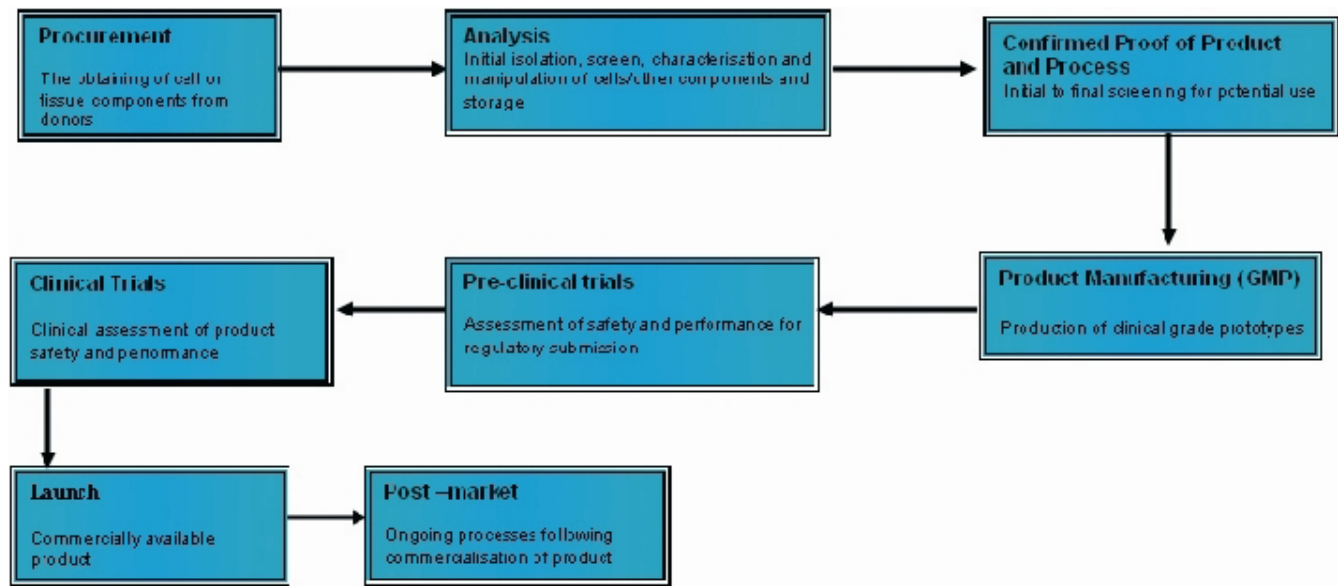 Procurement
The obtaining of cell or
tissue components from
donors
Analysis
Initial isolation, screen, characterisation and
manipulation of cells/other components and
storage
Confirmed Proof of Product
and Process
Initial to final screening for potential use
Product Manufacturing (GMP)
Production of clinical grade prototypes
Pre-clinical trials
Assessment of safety and performance for
regulatory submission
Clinical Trials
Clinical assessment of product
safety and performance
Launch
Commercially available
product
Post –market
Ongoing processes following
commercialisation of product